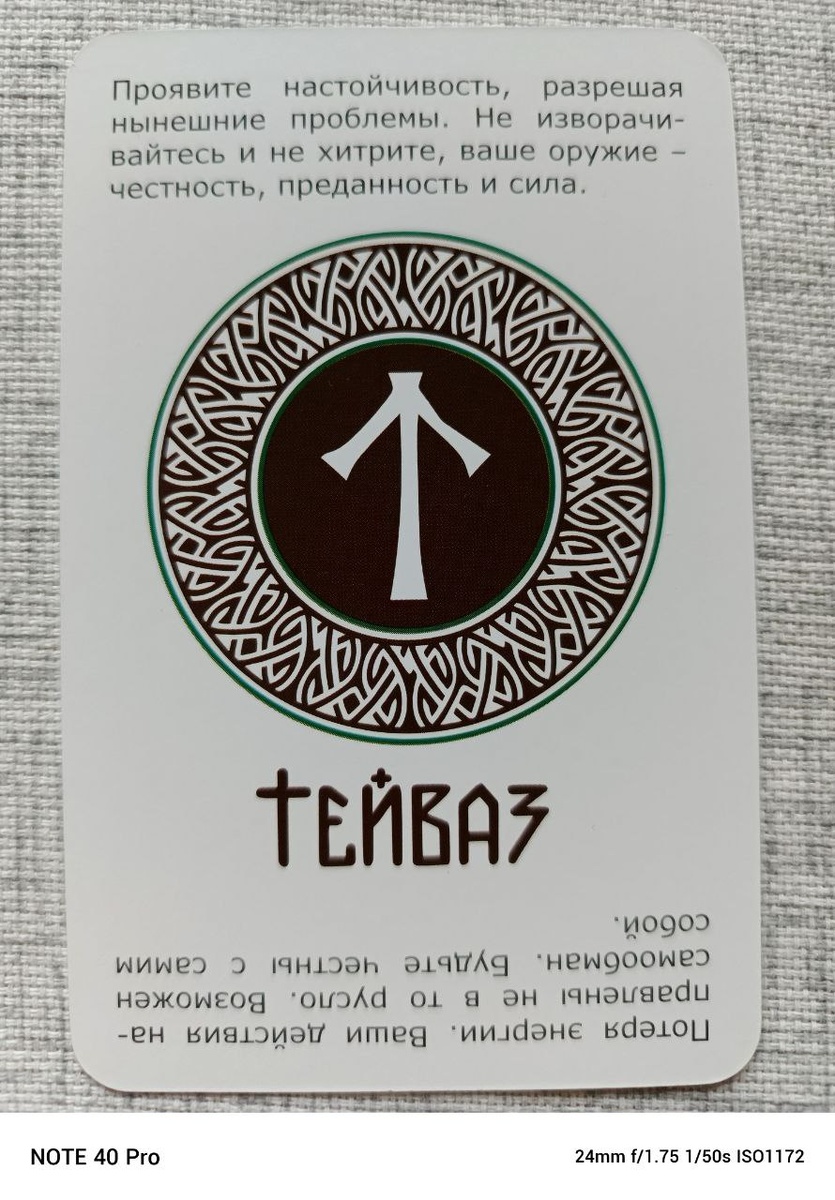 Проявите настойчивость, разрешая
нынешние проблемы. Не изворачи-
вайтесь и не хитрите, ваше оружие –
честность, преданность и сила.
ТЕЙВАЗ
Потеря энергии. Ваши действия на-
правлены не в то русло. Возможен
самообман. Будьте честны с самим
собой.
NOTE 40 Pro
24mm f/1.75 1/50s ISO1172